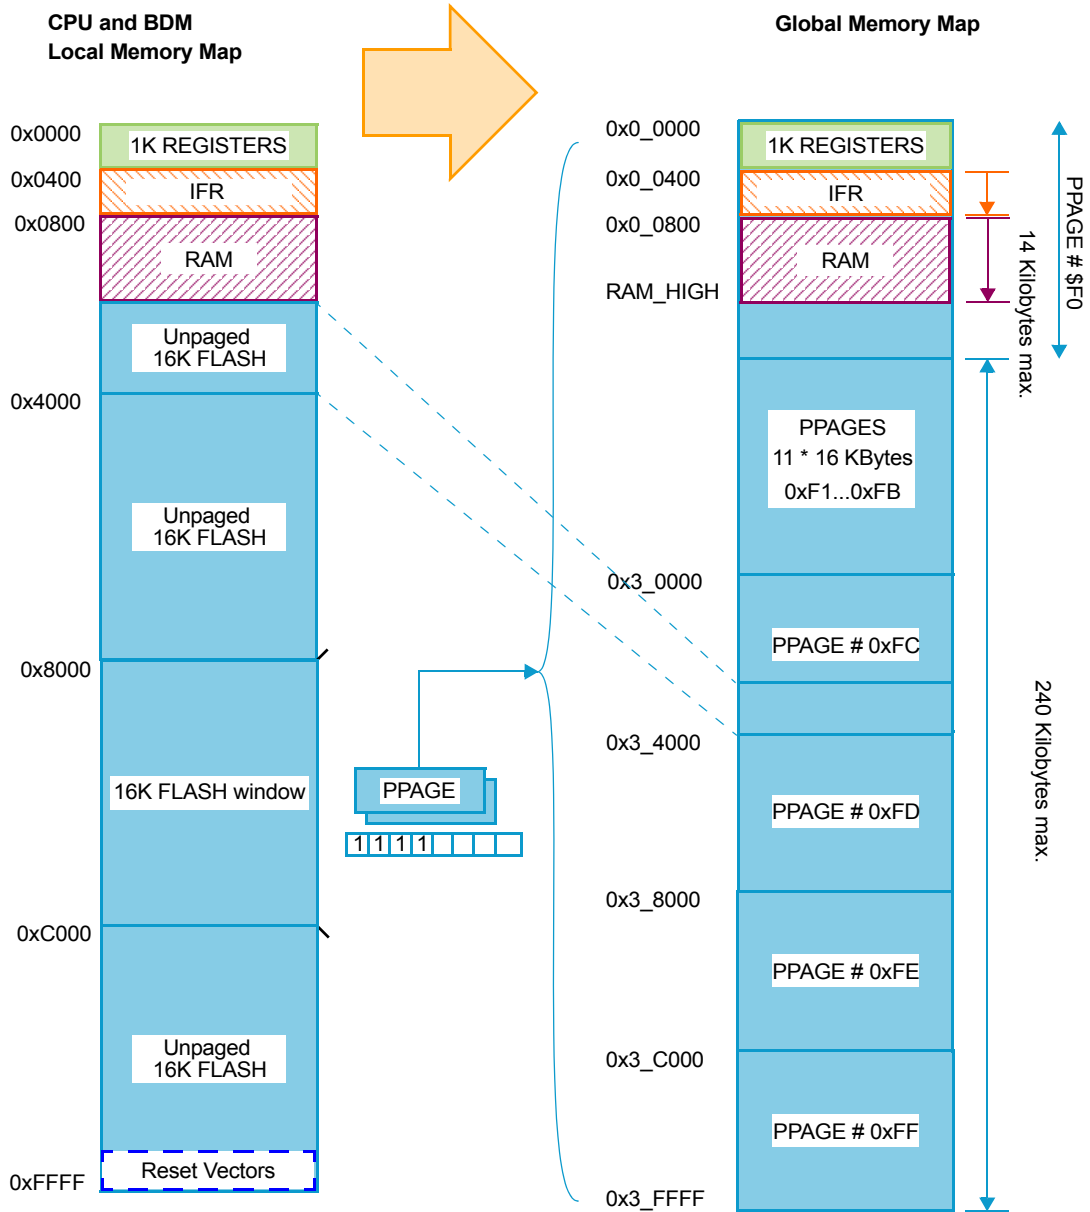 CPU and BDM
Local Memory Map
Global Memory Map
0x0000
1K REGISTERS
0x0400
IFR
0x0800
RAM
Unpaged
16K FLASH
0x4000
Unpaged
16K FLASH
0x8000
16K FLASH window
0xC000
Unpaged
16K FLASH
Reset Vectors
0xFFFF
PPAGE
1 1 1 1
0x0_0000
1K REGISTERS
0x0_0400
IFR
0x0_0800
RAM
RAM_HIGH
PPAGES
11 * 16 KBytes
0xF1...0xFB
0x3_0000
PPAGE # 0xFC
0x3_4000
PPAGE # 0xFD
0x3_8000
PPAGE # 0xFE
0x3_C000
PPAGE # 0xFF
0x3_FFFF
14 Kilobytes max.
PPAGE # $F0
240 Kilobytes max.